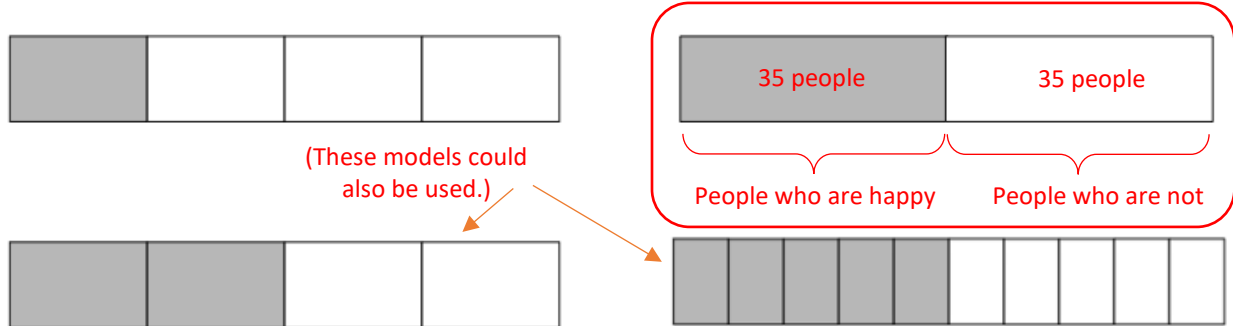 35 people
35 people
(These models could
also be used.)
People who are happy
People who are not